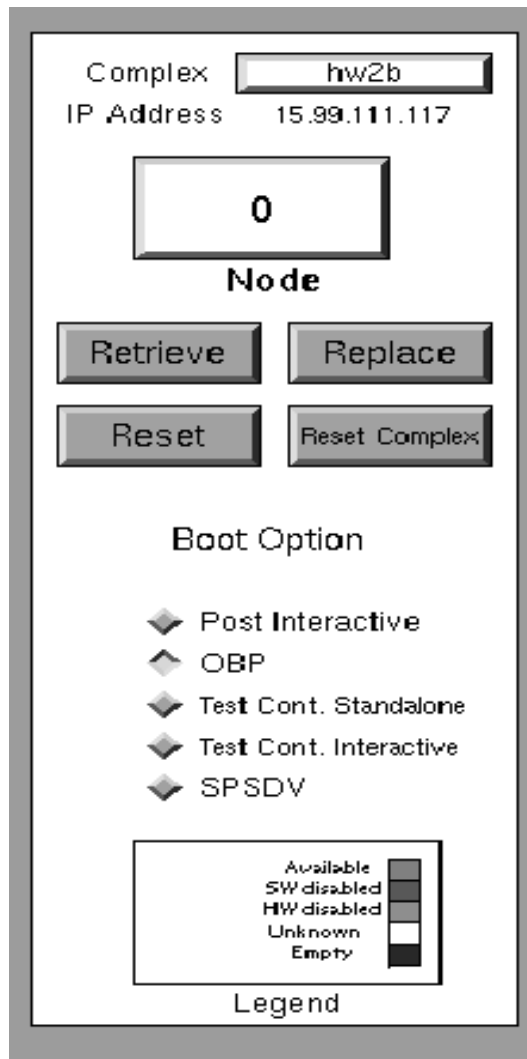 Complex hw2b
IP Address 15.99.111.117
0
Node
Retrieve Replace
Reset Reset Complex
Boot Option
Post Interactive
OBP
Test Cont. Standalone
Test Cont. Interactive
SPSDV
Available
SW disabled
HW disabled
Unknown
Empty
Legend